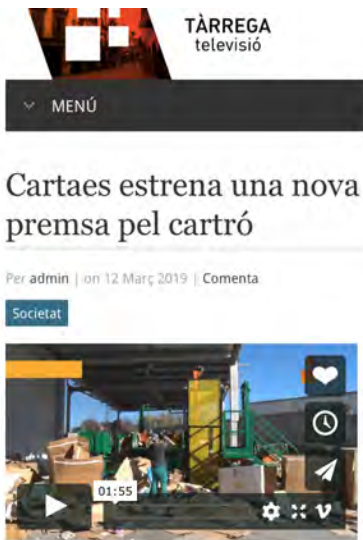 TÀRREGA
televisió
MENÚ
Cartaes estrena una nova
premsa pel cartró
Per admin | on 12 Març 2019 | Comenta
Societat
01:55